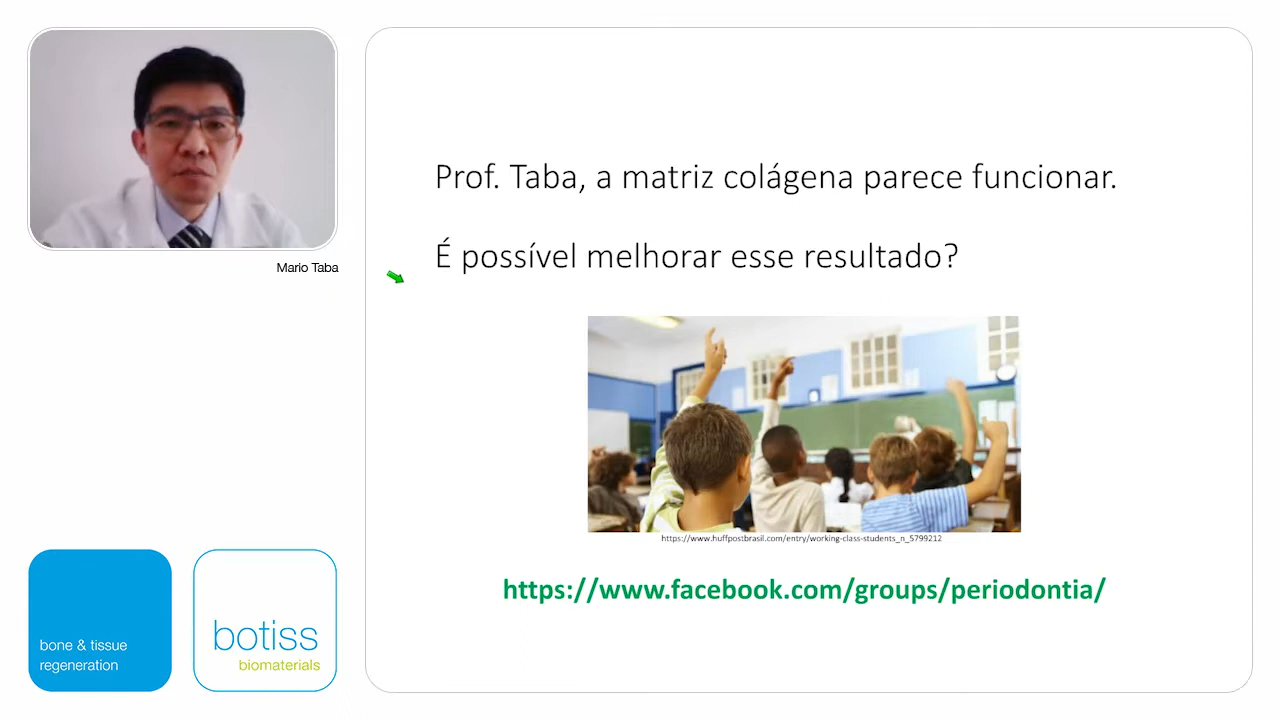 Mario Taba
Prof. Taba, a matriz colágena parece funcionar.
É possível melhorar esse resultado?
https://www.huffpostbrasil.com/entry/working-class-students_n_5799212
https://www.facebook.com/groups/periodontia/
bone & tissue
regeneration
botiss
biomaterials